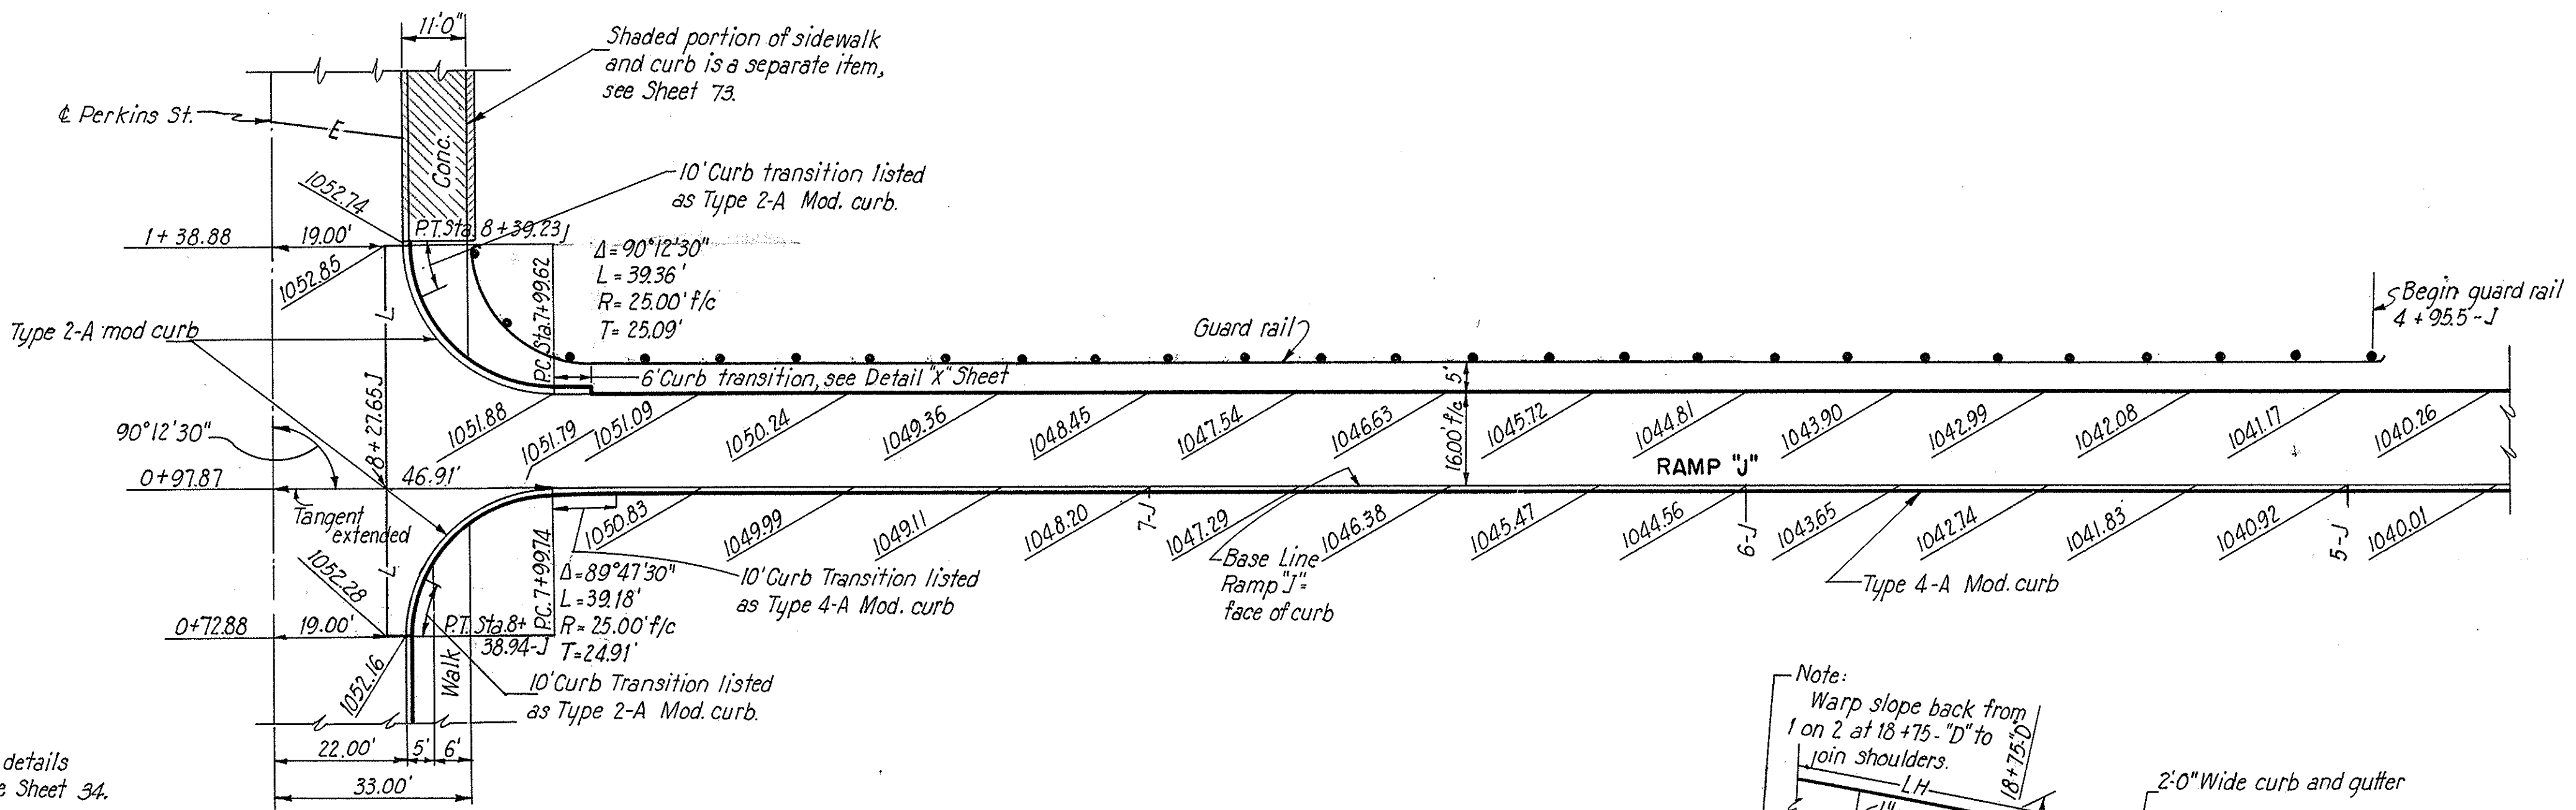 11'-0"
Shaded portion of sidewalk
and curb is a separate item,
see Sheet 73.
℄ Perkins St.
E
Conc.
10' Curb transition listed
as Type 2-A Mod. curb.
1052.74
P.T. Sta. 8+39.23J
1+38.88
19.00'
1052.85
L
P.C. Sta. 7+99.62
Δ = 90°12'30"
L = 39.36'
R = 25.00' f/c
T = 25.09'
Begin guard rail
4+95.5-J
Type 2-A mod curb
Guard rail
6' Curb transition, see Detail "X" Sheet
5'
8+27.65J
1051.88
1051.79
1051.09
1050.24
1049.36
1048.45
1047.54
1046.63
16.00' f/c
1045.72
1044.81
1043.90
1042.99
1042.08
1041.17
1040.26
90°12'30"
RAMP "J"
0+97.87
46.91'
Tangent
extended
1050.83
1049.99
1049.11
1048.20
7-J
1047.29
1046.38
1045.47
1044.56
6-J
1043.65
1042.74
1041.83
1040.92
5-J
1040.01
Base Line
Ramp "J" =
face of curb
Type 4-A Mod. curb
1052.28
L
P.C. 7+99.74
Δ = 89°47'30"
L = 39.18'
R = 25.00' f/c
T = 24.91'
10' Curb Transition listed
as Type 4-A Mod. curb
0+72.88
19.00'
P.T. Sta. 8+
38.94-J
1052.16
Walk
10' Curb Transition listed
as Type 2-A Mod. curb.
22.00'
5'
6'
33.00'
details
e Sheet 34.
Note:
Warp slope back from
1 on 2 at 18+75-"D" to
join shoulders.
18+75-"D"
LH
2'-0" Wide curb and gutter